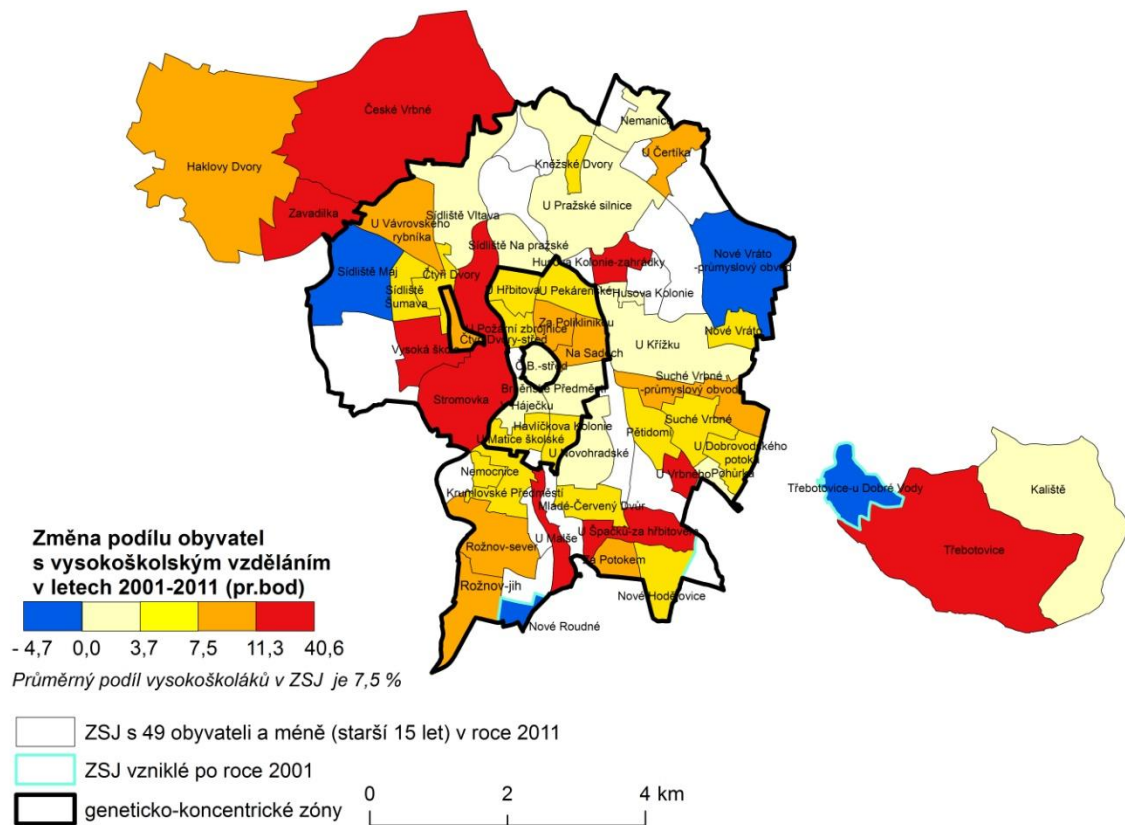 České Vrbné
Nemanice
Haklovy Dvory
Kněžské Dvory
U Čertíka
U Pražské silnice
Zavadilka
U Vávrovského
rybníka
Sídliště Vltava
Sídliště Na pražské
Husova Kolonie-zahrádky
Nové Vráto
-průmyslový obvod
Sídliště Máj
Čtyři Dvory
Sídliště
Šumava
U Hřbitova
U Pekárenské
Husova Kolonie
U Požární zbrojnice
Za Poliklinikou
Nové Vráto
Čtyři Dvory-střed
Vysoká škola
Na Sadech
U Křížku
Č.B.-střed
Suché Vrbné
-průmyslový obvod
Stromovka
Brněnské Předměstí
V Háječku
Havlíčkova Kolonie
Suché Vrbné
Pětidomí
U Matice školské
U Dobrovodského
potoka
U Novohradské
Nemocnice
U Vrbného
Pohůrka
Krumlovské Předměstí
Mladé-Červený Dvůr
U Malše
U Špačků-za hřbitovem
Rožnov-sever
Za Potokem
Rožnov-jih
Nové Hodějovice
Nové Roudné
Třebotovice-u Dobré Vody
Kaliště
Třebotovice
Změna podílu obyvatel
s vysokoškolským vzděláním
v letech 2001-2011 (pr.bod)
- 4,7 0,0 3,7 7,5 11,3 40,6
Průměrný podíl vysokoškoláků v ZSJ je 7,5 %
ZSJ s 49 obyvateli a méně (starší 15 let) v roce 2011
ZSJ vzniklé po roce 2001
geneticko-koncentrické zóny
0 2 4 km